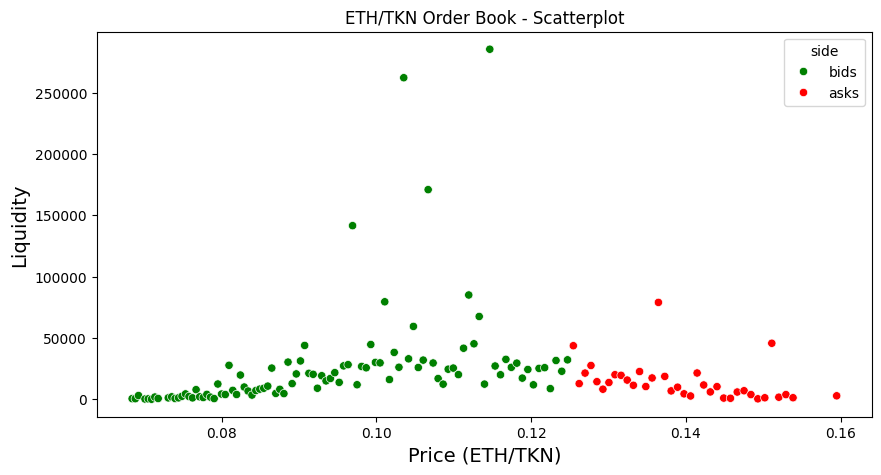 ETH/TKN Order Book - Scatterplot
side
bids
asks
250000
200000
150000
100000
50000
0
Liquidity
0.08
0.10
0.12
0.14
0.16
Price (ETH/TKN)